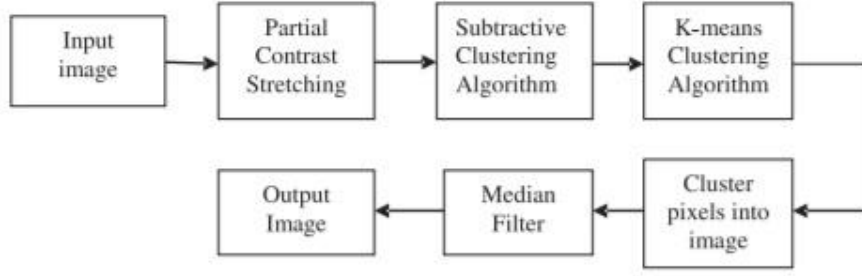 Input
image
Partial
Contrast
Stretching
Subtractive
Clustering
Algorithm
K-means
Clustering
Algorithm
Cluster
pixels into
image
Median
Filter
Output
Image